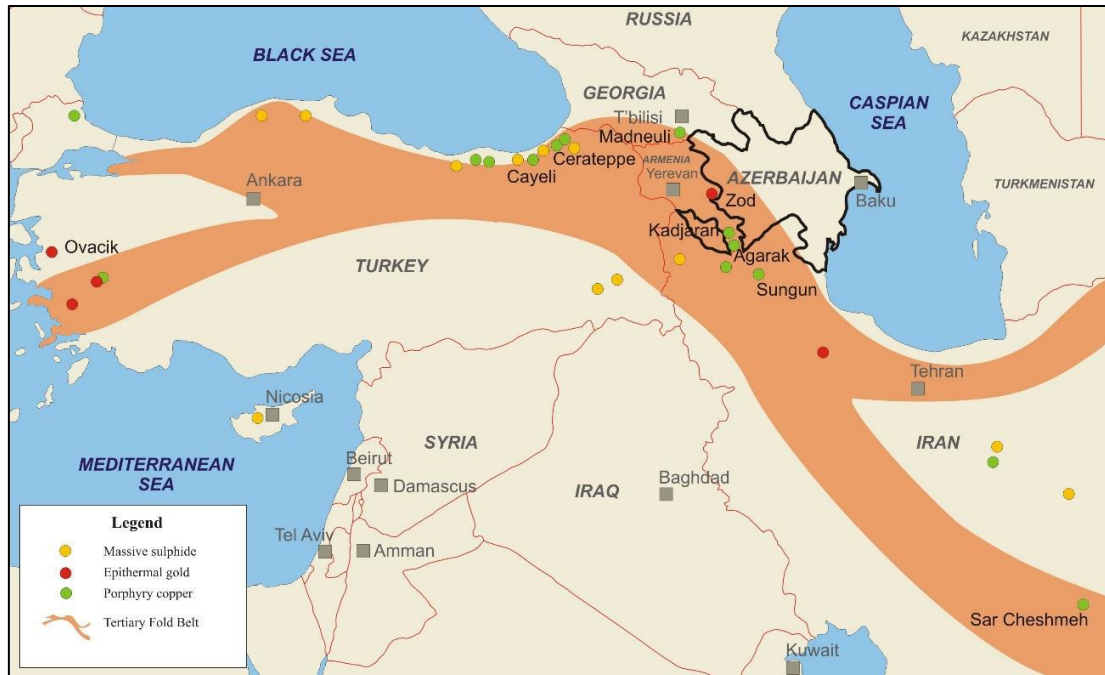 RUSSIA
KAZAKHSTAN
BLACK SEA
GEORGIA
T'bilisi
CASPIAN
SEA
Madneuli
Cerateppe
ARMENIA
Yerevan
AZERBAIJAN
Cayeli
Ankara
Zod
Baku
TURKMENISTAN
Kadjaran
Ovacik
Agarak
TURKEY
Sungun
Tehran
Nicosia
SYRIA
IRAN
MEDITERRANEAN
SEA
Beirut
Damascus
Baghdad
IRAQ
Tel Aviv
Amman
Sar Cheshmeh
Kuwait
Legend
Massive sulphide
Epithermal gold
Porphyry copper
Tertiary Fold Belt